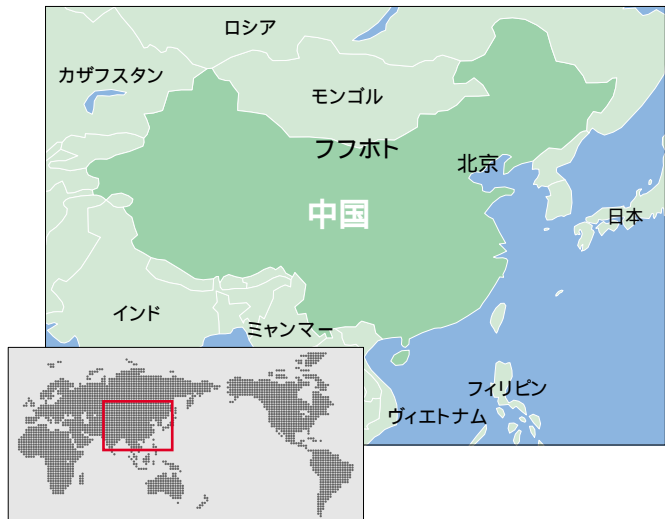 ロシア
カザフスタン
モンゴル
フフホト
北京
中国
日本
インド
ミャンマー
フィリピン
ヴィエトナム